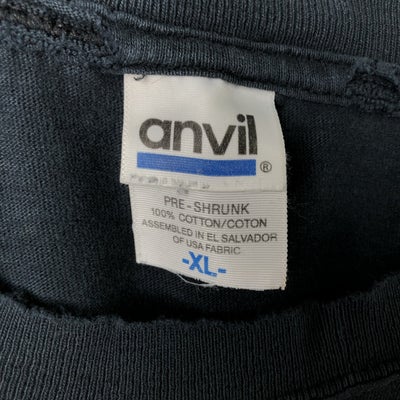 anvil
®
PRE-SHRUNK
100% COTTON/COTON
ASSEMBLED IN EL SALVADOR
OF USA FABRIC
-XL-